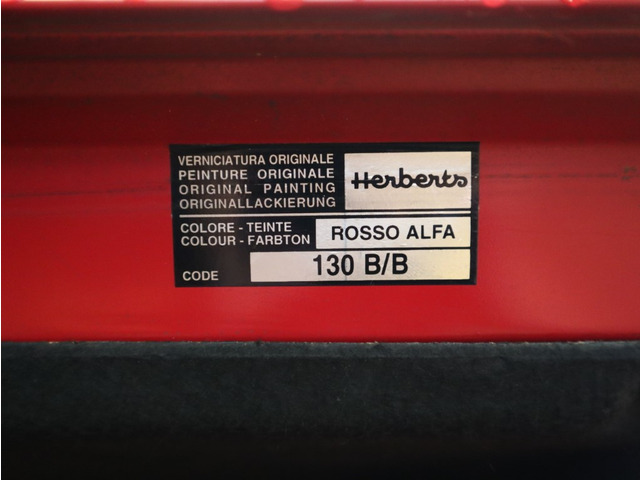 VERNICIATURA ORIGINALE
PEINTURE ORIGINALE
ORIGINAL PAINTING
ORIGINALLACKIERUNG
Herberts
COLORE - TEINTE
COLOUR - FARBTON
ROSSO ALFA
CODE
130 B/B